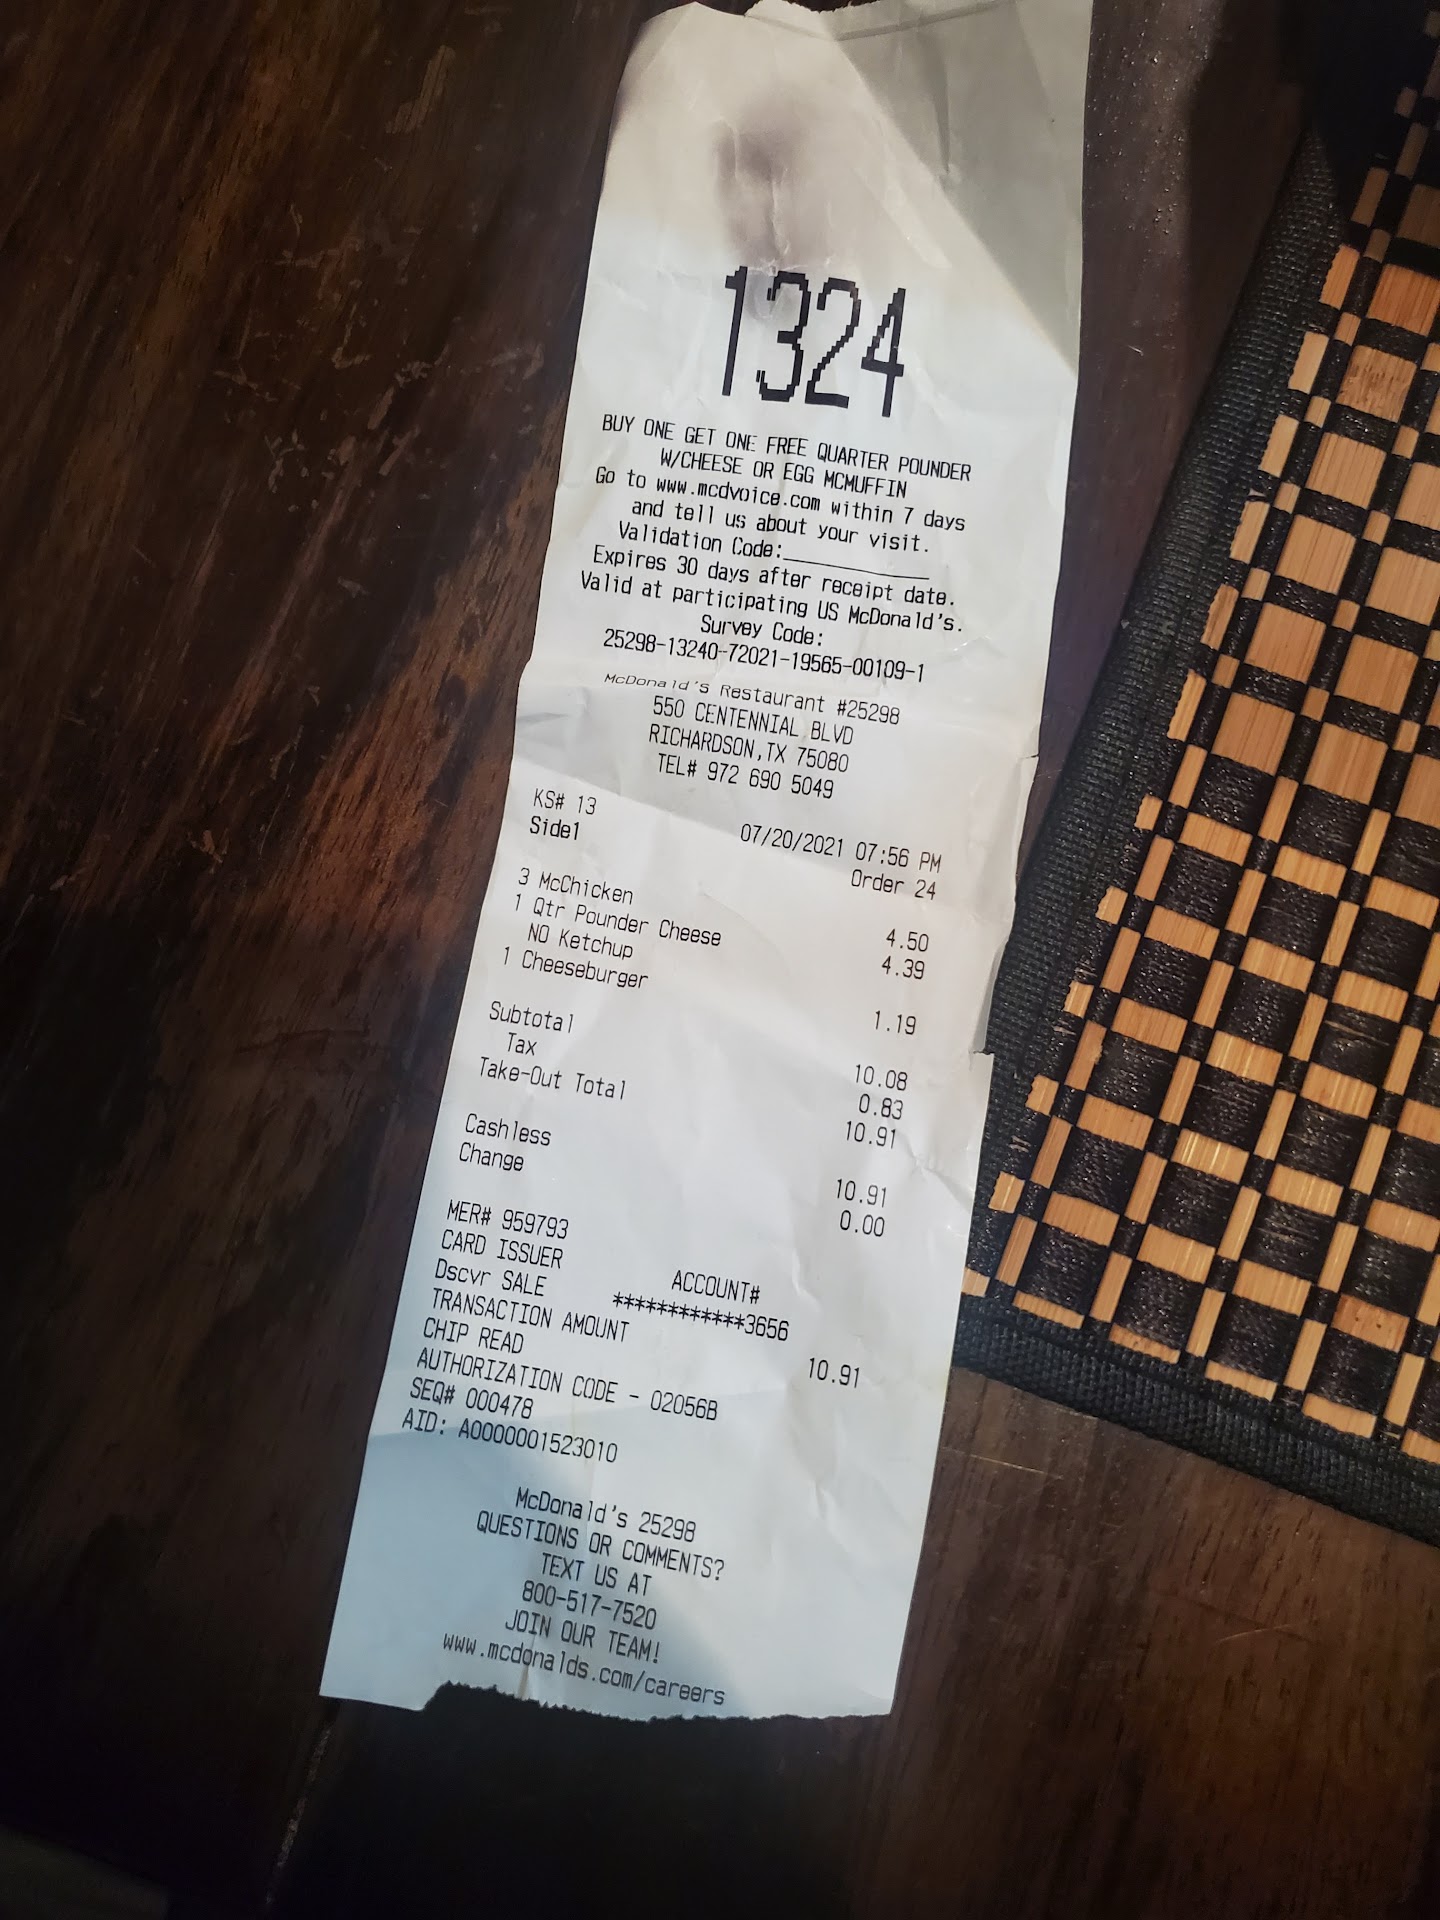 1324
BUY ONE GET ONE FREE QUARTER POUNDER
W/CHEESE OR EGG MCMUFFIN
Go to www.mcdvoice.com within 7 days
and tell us about your visit.
Validation Code:____________
Expires 30 days after receipt date.
Valid at participating US McDonald's.
Survey Code:
25298-13240-72021-19565-00109-1
McDonald's Restaurant #25298
550 CENTENNIAL BLVD
RICHARDSON,TX 75080
TEL# 972 690 5049
KS# 13 07/20/2021 07:56 PM
Side1 Order 24
3 McChicken 4.50
1 Qtr Pounder Cheese 4.39
NO Ketchup
1 Cheeseburger 1.19
Subtotal 10.08
Tax 0.83
Take-Out Total 10.91
Cashless 10.91
Change 0.00
MER# 959793
CARD ISSUER ACCOUNT#
Dscvr SALE ************3656
TRANSACTION AMOUNT 10.91
CHIP READ
AUTHORIZATION CODE - 02056B
SEQ# 000478
AID: A0000001523010
McDonald's 25298
QUESTIONS OR COMMENTS?
TEXT US AT
800-517-7520
JOIN OUR TEAM!
www.mcdonalds.com/careers